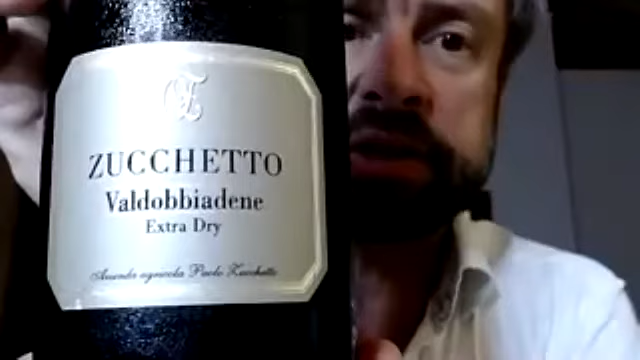 ZUCCHETTO
Valdobbiadene
Extra Dry
Azienda agricola Paolo Zucchetto